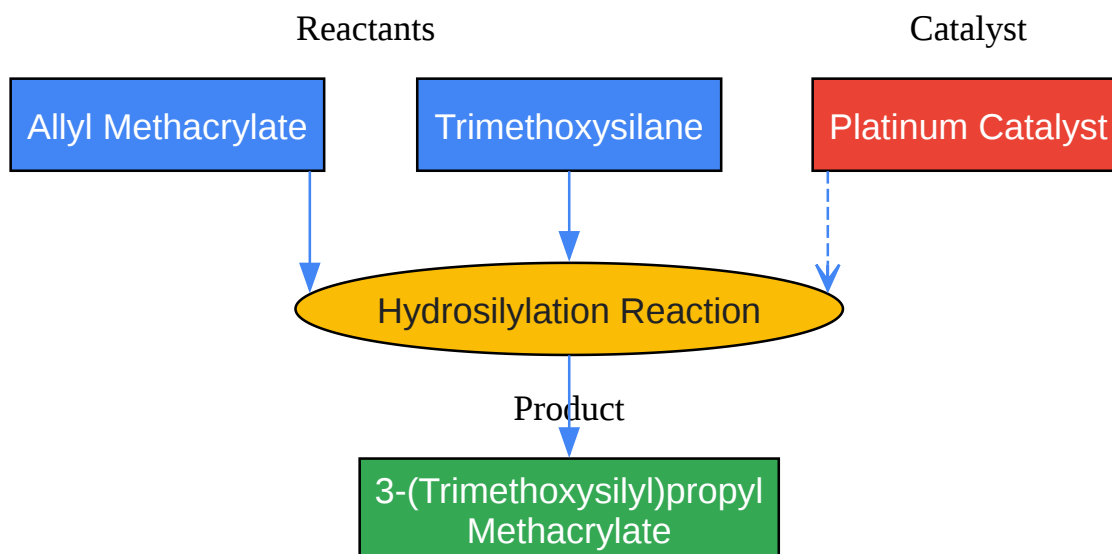 Reactants
Catalyst
Allyl Methacrylate
Trimethoxysilane
Platinum Catalyst
Hydrosilylation Reaction
Product
3-(Trimethoxysilyl)propyl
Methacrylate